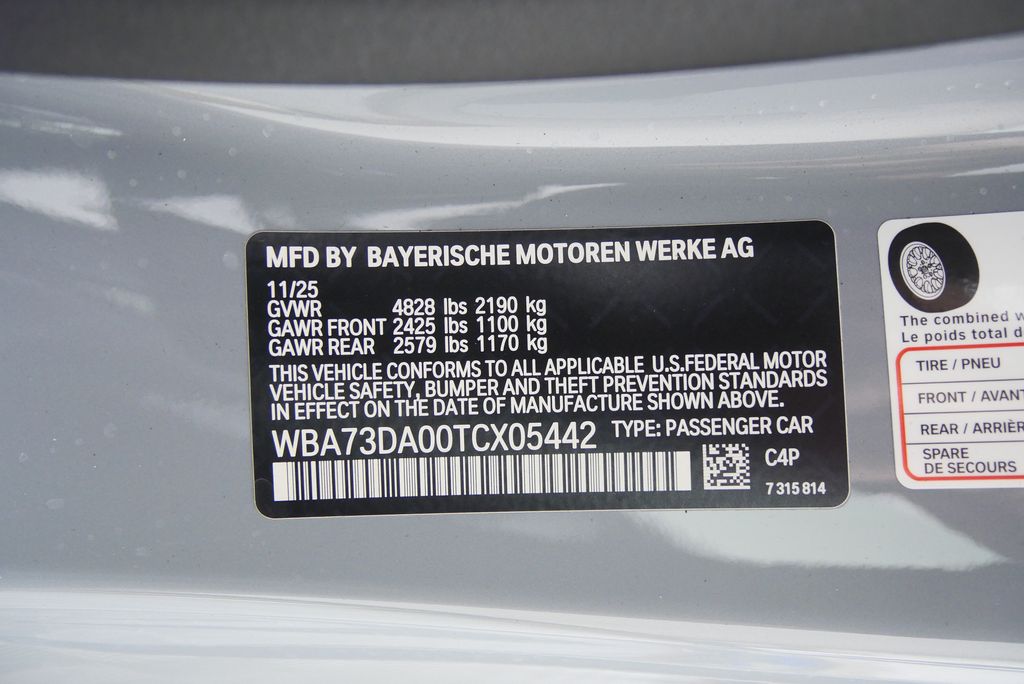 MFD BY BAYERISCHE MOTOREN WERKE AG
11/25
GVWR 4828 lbs 2190 kg
GAWR FRONT 2425 lbs 1100 kg
GAWR REAR 2579 lbs 1170 kg
THIS VEHICLE CONFORMS TO ALL APPLICABLE U.S.FEDERAL MOTOR
VEHICLE SAFETY, BUMPER AND THEFT PREVENTION STANDARDS
IN EFFECT ON THE DATE OF MANUFACTURE SHOWN ABOVE.
WBA73DA00TCX05442 TYPE: PASSENGER CAR
C4P
7 315 814
The combined
Le poids total
TIRE / PNEU
FRONT / AVANT
REAR / ARRIÈR
SPARE
DE SECOURS